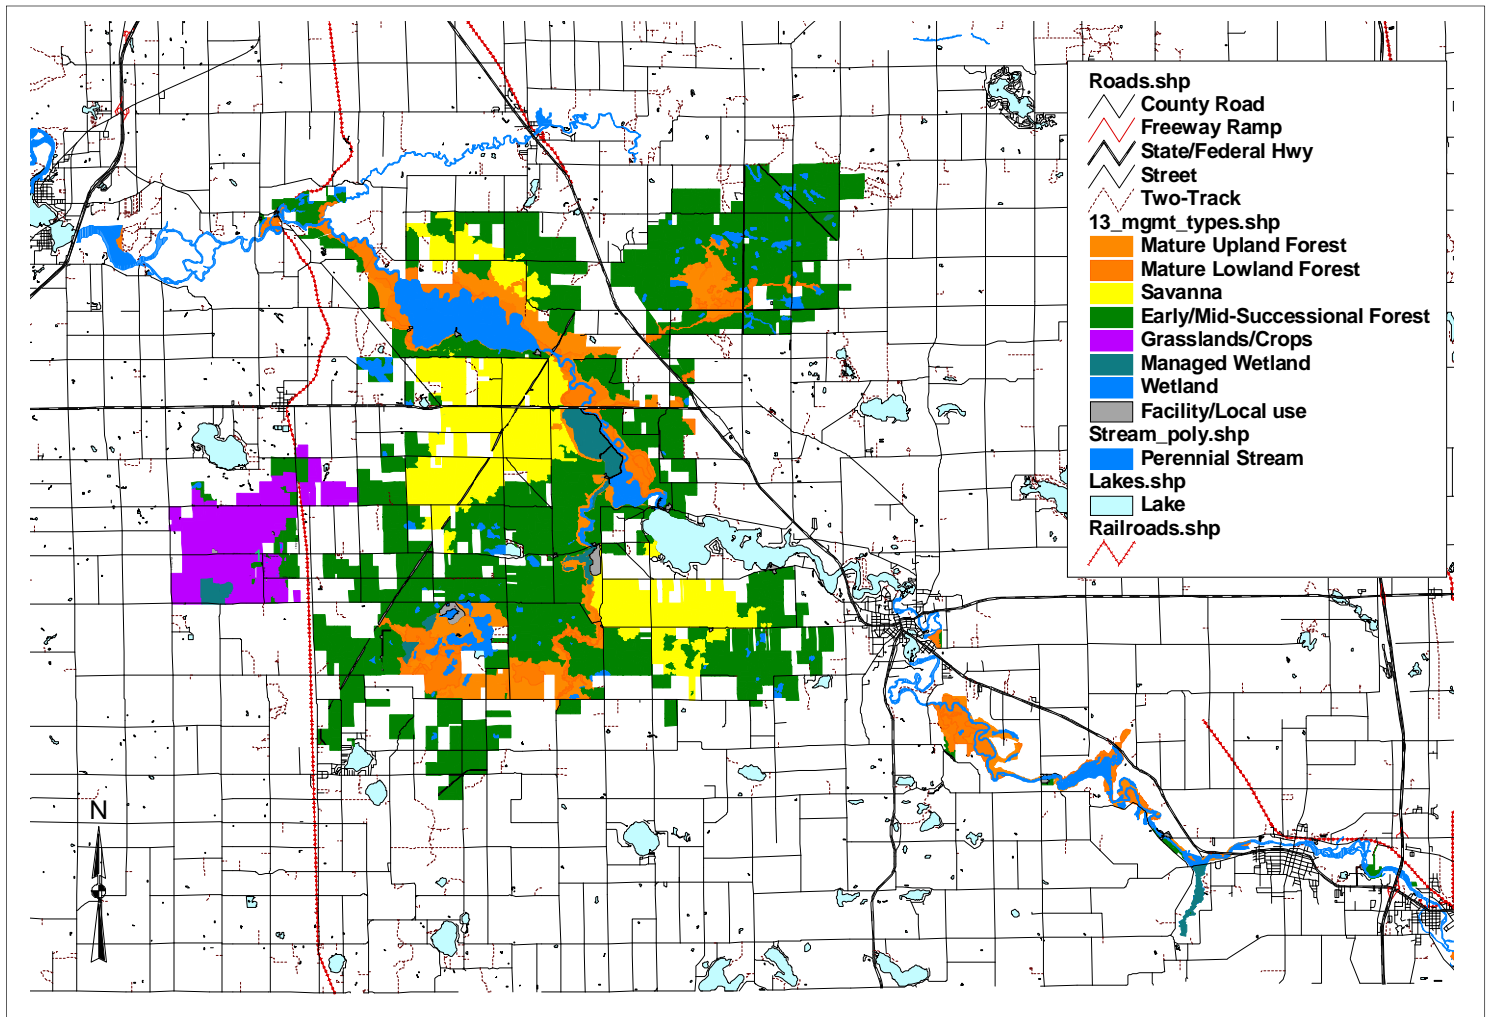 Roads.shp
County Road
Freeway Ramp
State/Federal Hwy
Street
Two-Track
13_mgmt_types.shp
Mature Upland Forest
Mature Lowland Forest
Savanna
Early/Mid-Successional Forest
Grasslands/Crops
Managed Wetland
Wetland
Facility/Local use
Stream_poly.shp
Perennial Stream
Lakes.shp
Lake
Railroads.shp
N